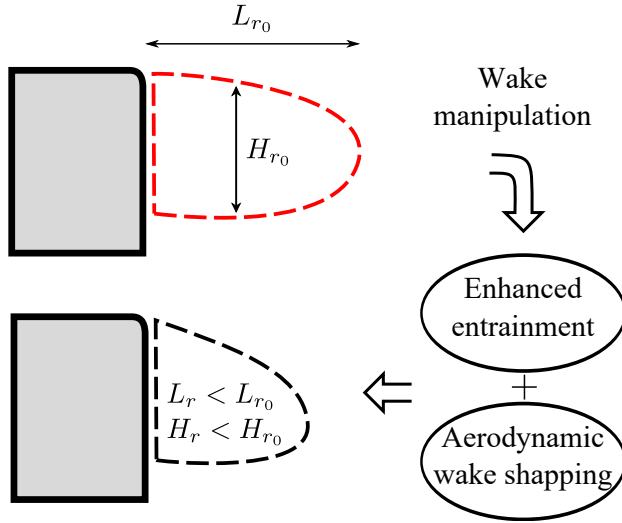 L_{r_0}
Wake
manipulation
H_{r_0}
Enhanced
entrainment
+
L_r < L_{r_0}
H_r < H_{r_0}
Aerodynamic
wake shapping